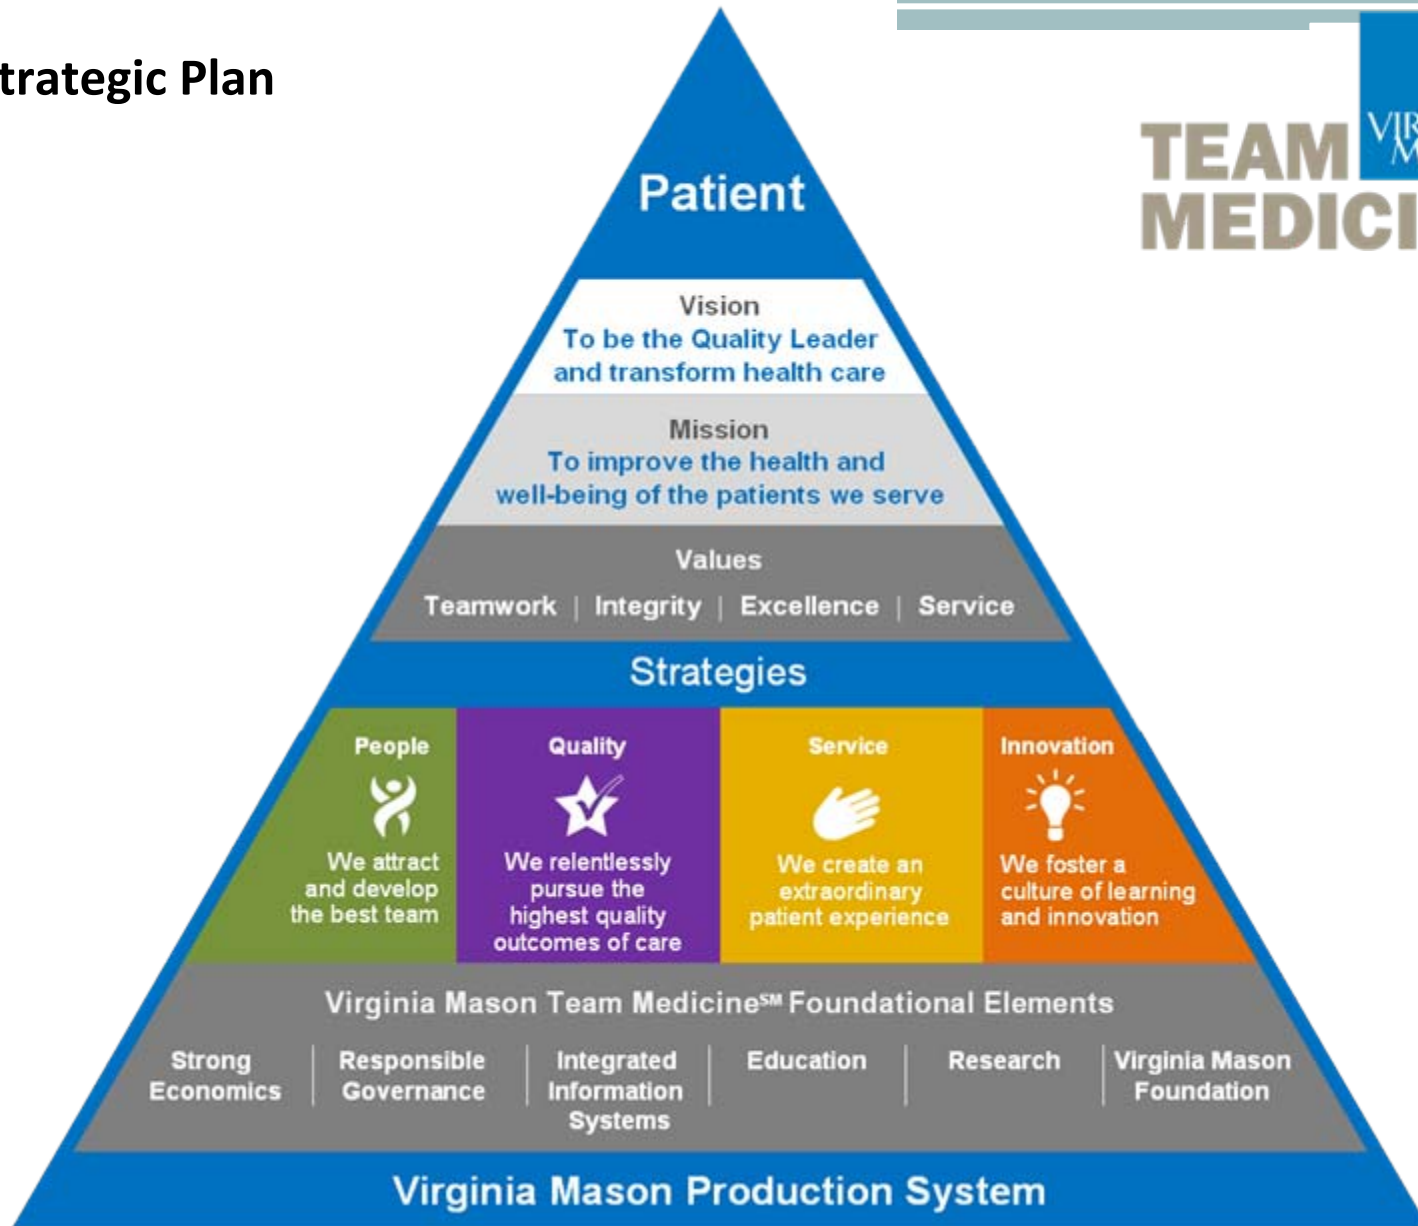 trategic Plan
TEAM
MEDICI
VIR
M
Patient
Vision
To be the Quality Leader
and transform health care
Mission
To improve the health and
well-being of the patients we serve
Values
Teamwork | Integrity | Excellence | Service
Strategies
People
We attract
and develop
the best team
Quality
We relentlessly
pursue the
highest quality
outcomes of care
Service
We create an
extraordinary
patient experience
Innovation
We foster a
culture of learning
and innovation
Virginia Mason Team Medicine℠ Foundational Elements
Strong
Economics
Responsible
Governance
Integrated
Information
Systems
Education
Research
Virginia Mason
Foundation
Virginia Mason Production System